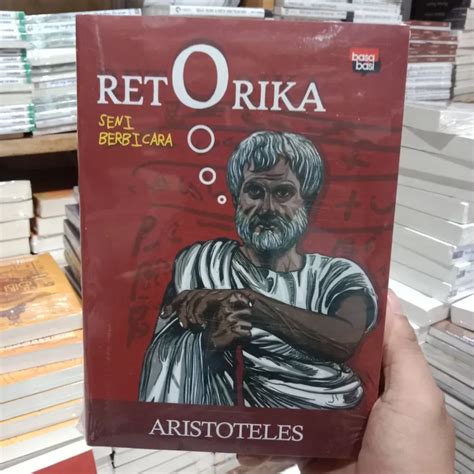 basa
basi
RETORIKA
SENI
BERBICARA
ARISTOTELES